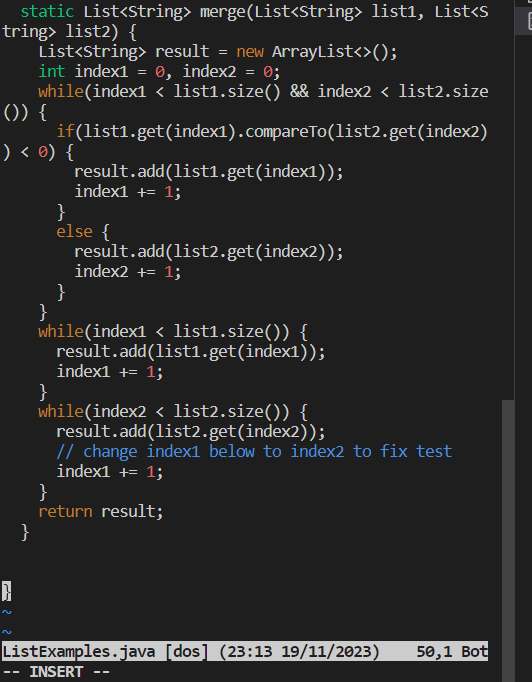 static List<String> merge(List<String> list1, List<S
tring> list2) {
    List<String> result = new ArrayList<>();
    int index1 = 0, index2 = 0;
    while(index1 < list1.size() && index2 < list2.size
()) {
      if(list1.get(index1).compareTo(list2.get(index2)
) < 0) {
        result.add(list1.get(index1));
        index1 += 1;
      }
      else {
        result.add(list2.get(index2));
        index2 += 1;
      }
    }
    while(index1 < list1.size()) {
      result.add(list1.get(index1));
      index1 += 1;
    }
    while(index2 < list2.size()) {
      result.add(list2.get(index2));
      // change index1 below to index2 to fix test
      index1 += 1;
    }
    return result;
  }
}
~
~
ListExamples.java [dos] (23:13 19/11/2023)    50,1 Bot
-- INSERT --